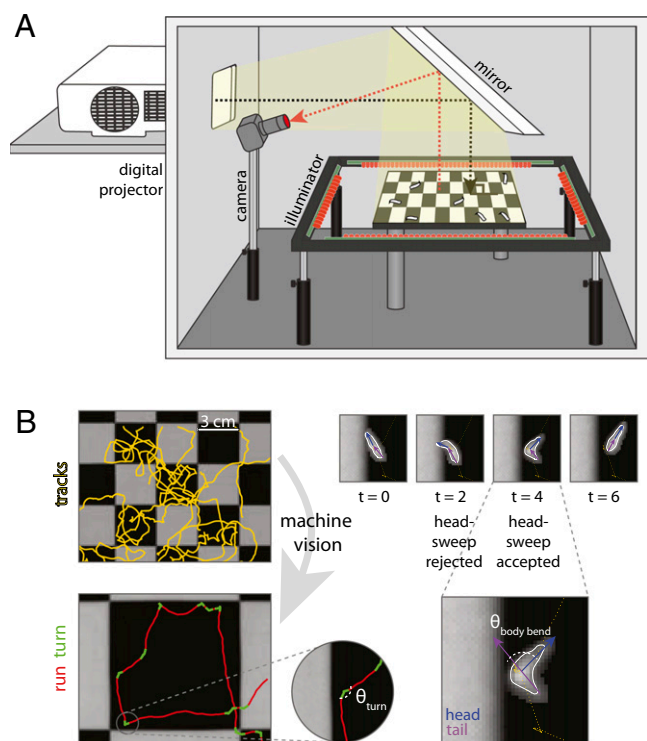 A
mirror
digital
projector
camera
illuminator
B
3 cm
tracks
machine
vision
t = 0
t = 2
t = 4
t = 6
head-
sweep
rejected
head-
sweep
accepted
run turn
θturn
θbody bend
head
tail